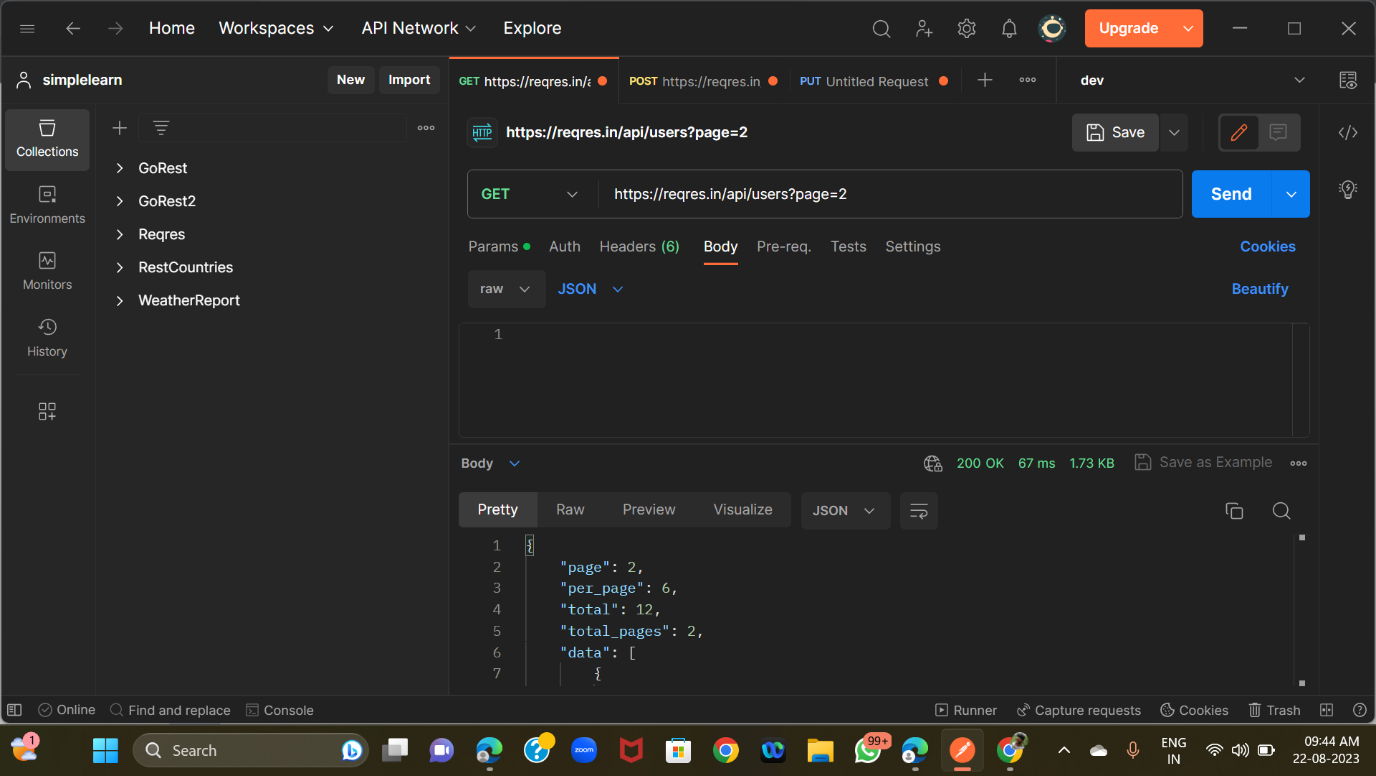 Home Workspaces API Network Explore Upgrade
simplelearn New Import GET https://reqres.in/a POST https://reqres.in, PUT Untitled Request dev
Collections
Environments
Monitors
History
GoRest
GoRest2
Reqres
RestCountries
WeatherReport
HTTP https://reqres.in/api/users?page=2 Save
GET https://reqres.in/api/users?page=2 Send
Params Auth Headers (6) Body Pre-req. Tests Settings Cookies
raw JSON Beautify
1
Body 200 OK 67 ms 1.73 KB Save as Example
Pretty Raw Preview Visualize JSON
1 {
2 "page": 2,
3 "per_page": 6,
4 "total": 12,
5 "total_pages": 2,
6 "data": [
7 {
Online Find and replace Console Runner Capture requests Cookies Trash
1 Search zoom 99+ ENG 09:44 AM
IN 22-08-2023